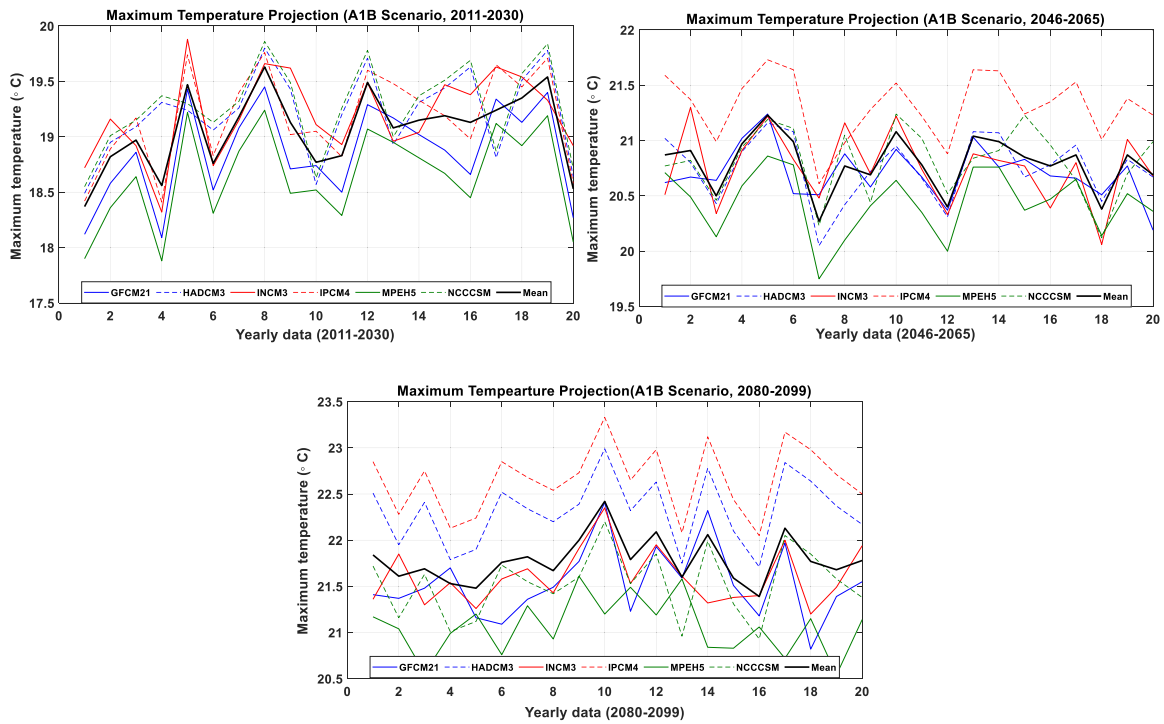 Maximum Temperature Projection (A1B Scenario, 2011-2030)
20
19.5
19
18.5
18
17.5
Maximum temperature (◦ C)
GFCM21 HADCM3 INCM3 IPCM4 MPEH5 NCCCSM Mean
0 2 4 6 8 10 12 14 16 18 20
Yearly data (2011-2030)
Maximum Temperature Projection (A1B Scenario, 2046-2065)
22
21.5
21
20.5
20
19.5
Maximum temperature (◦ C)
GFCM21 HADCM3 INCM3 IPCM4 MPEH5 NCCCSM Mean
0 2 4 6 8 10 12 14 16 18 20
Yearly data (2046-2065)
Maximum Tempearture Projection(A1B Scenario, 2080-2099)
23.5
23
22.5
22
21.5
21
20.5
Maximum temperature (◦ C)
GFCM21 HADCM3 INCM3 IPCM4 MPEH5 NCCCSM Mean
0 2 4 6 8 10 12 14 16 18 20
Yearly data (2080-2099)